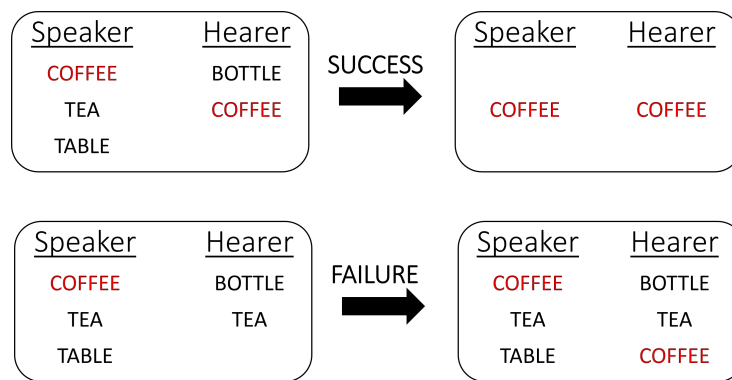 Speaker Hearer
COFFEE BOTTLE
TEA COFFEE
TABLE
SUCCESS
Speaker Hearer
COFFEE COFFEE
Speaker Hearer
COFFEE BOTTLE
TEA TEA
TABLE
FAILURE
Speaker Hearer
COFFEE BOTTLE
TEA TEA
TABLE COFFEE